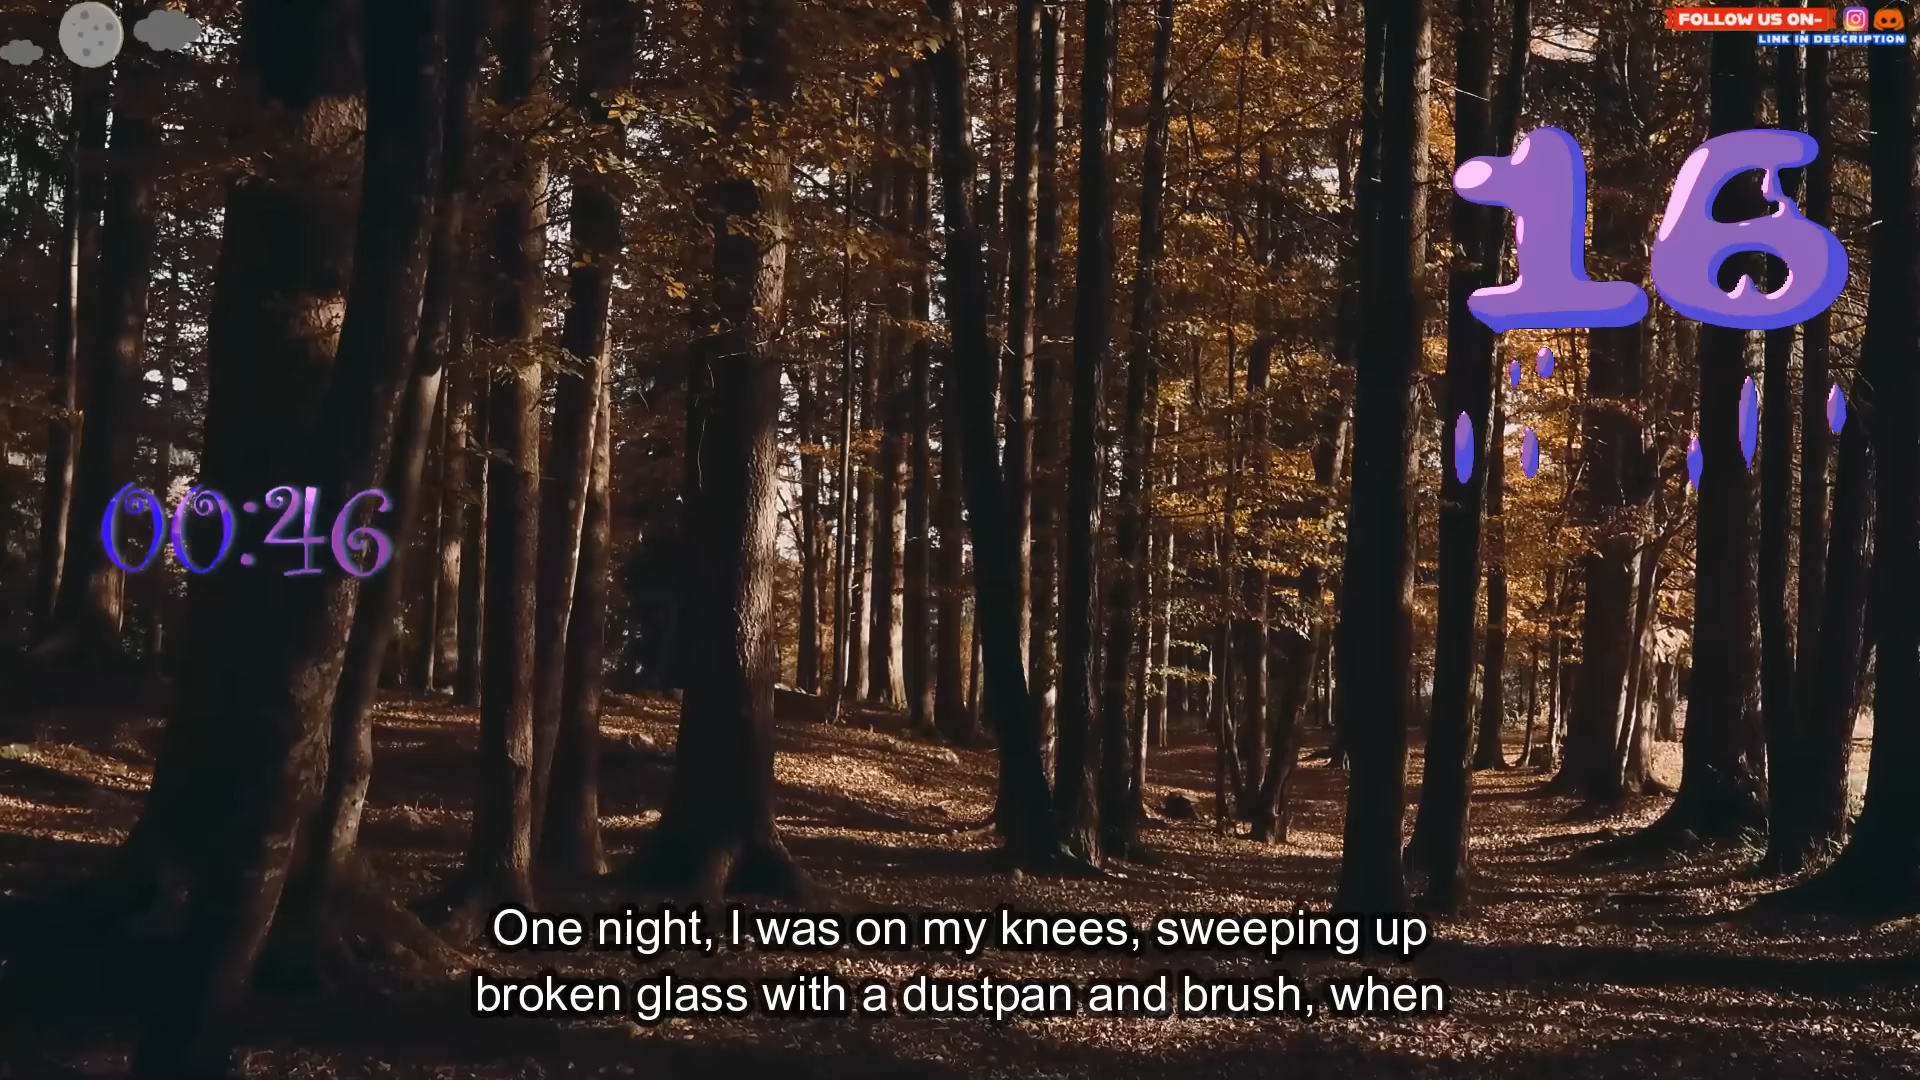 FOLLOW US ON-
LINK IN DESCRIPTION
16
00:46
One night, I was on my knees, sweeping up
broken glass with a dustpan and brush, when